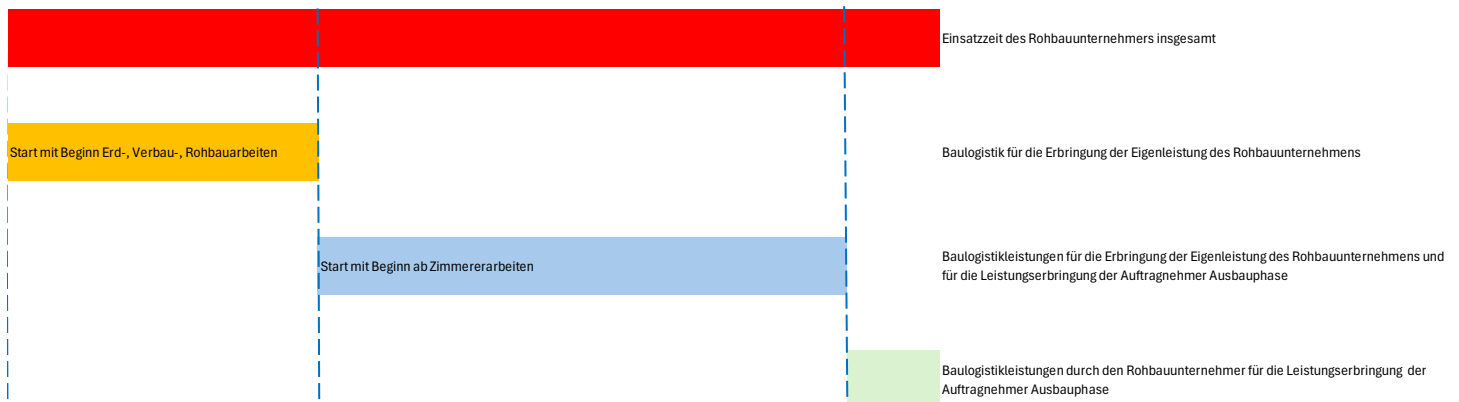 Einsatzzeit des Rohbauunternehmers insgesamt
Start mit Beginn Erd-, Verbau-, Rohbauarbeiten
Baulogistik für die Erbringung der Eigenleistung des Rohbauunternehmens
Start mit Beginn ab Zimmererarbeiten
Baulogistikleistungen für die Erbringung der Eigenleistung des Rohbauunternehmens und
für die Leistungserbringung der Auftragnehmer Ausbauphase
Baulogistikleistungen durch den Rohbauunternehmer für die Leistungserbringung der
Auftragnehmer Ausbauphase